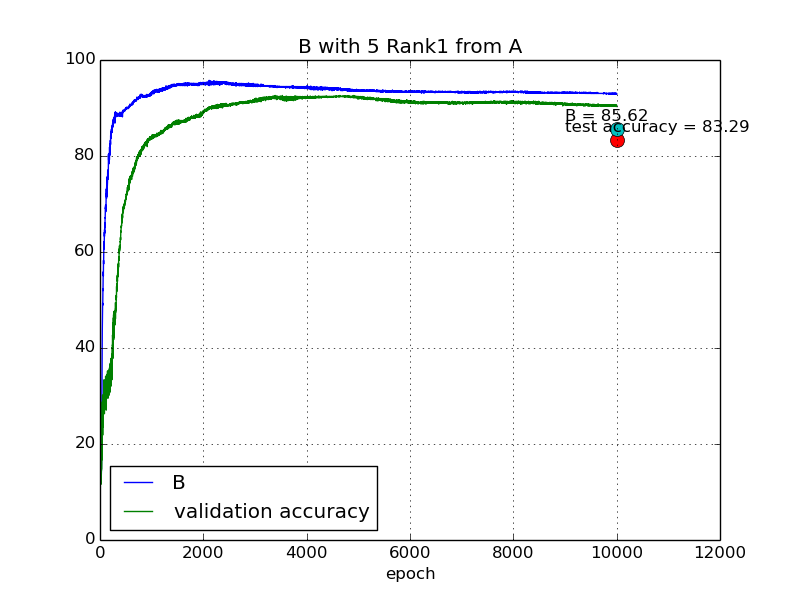 B with 5 Rank1 from A
100
80
60
40
20
0
B = 85.62
test accuracy = 83.29
B
validation accuracy
0
2000
4000
6000
8000
10000
12000
epoch